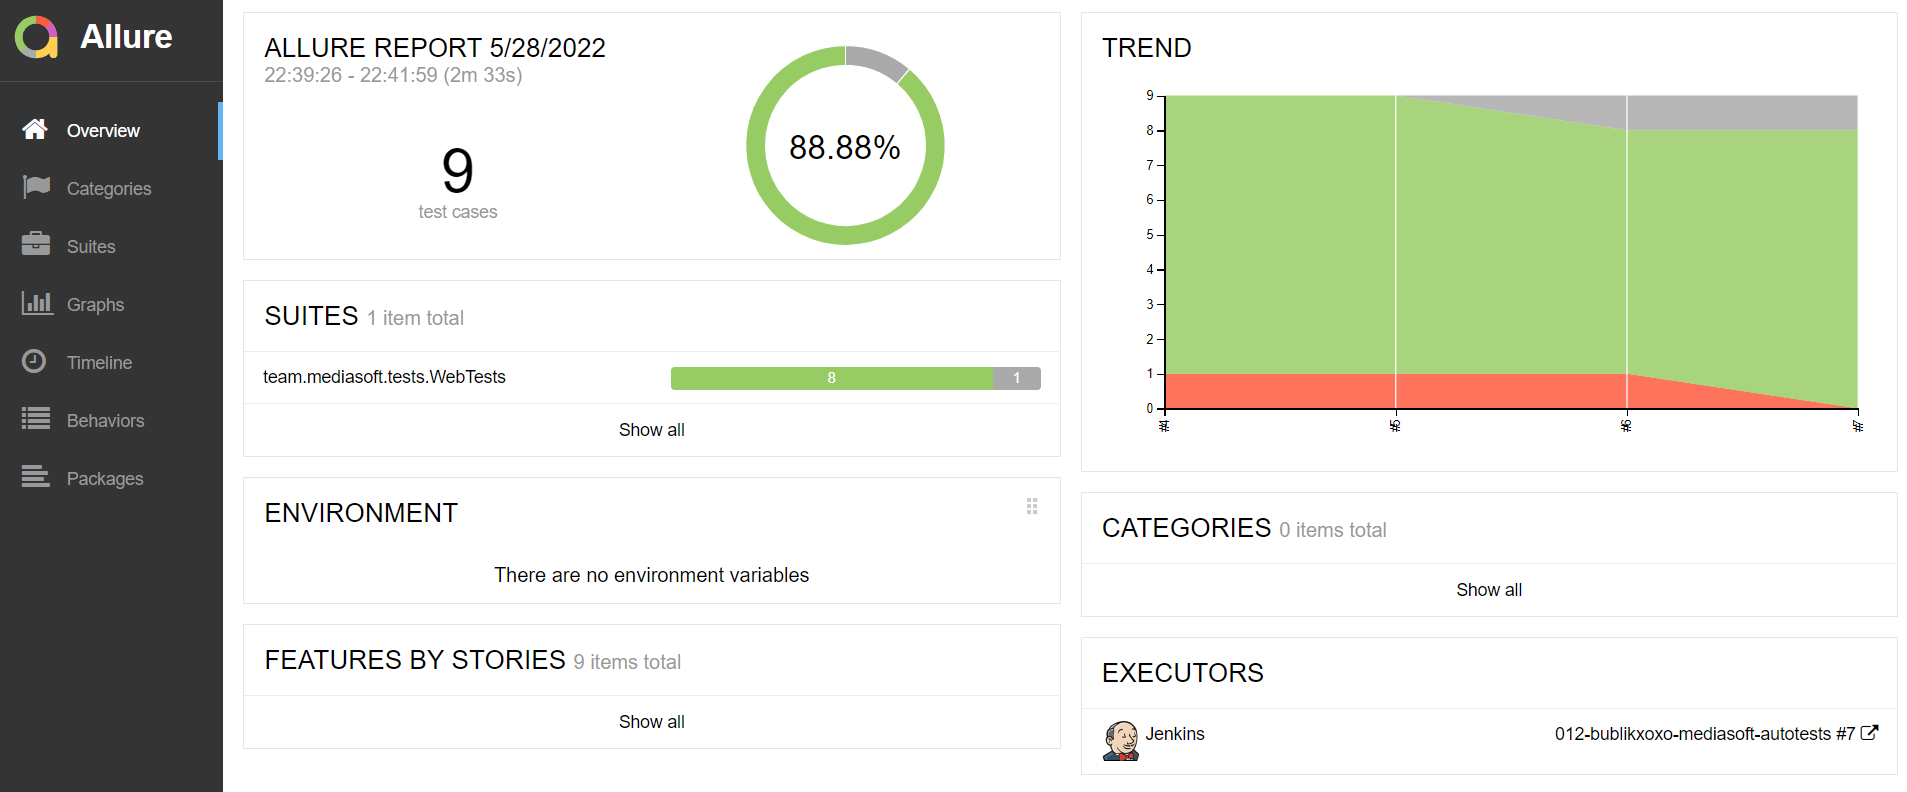 Allure
Overview
Categories
Suites
Graphs
Timeline
Behaviors
Packages
ALLURE REPORT 5/28/2022
22:39:26 - 22:41:59 (2m 33s)
9
test cases
88.88%
SUITES 1 item total
team.mediasoft.tests.WebTests 8 1
Show all
ENVIRONMENT
There are no environment variables
FEATURES BY STORIES 9 items total
Show all
TREND
9
8
7
6
5
4
3
2
1
0
#4 #5 #6 #7
CATEGORIES 0 items total
Show all
EXECUTORS
Jenkins 012-bublikxoxo-mediasoft-autotests #7